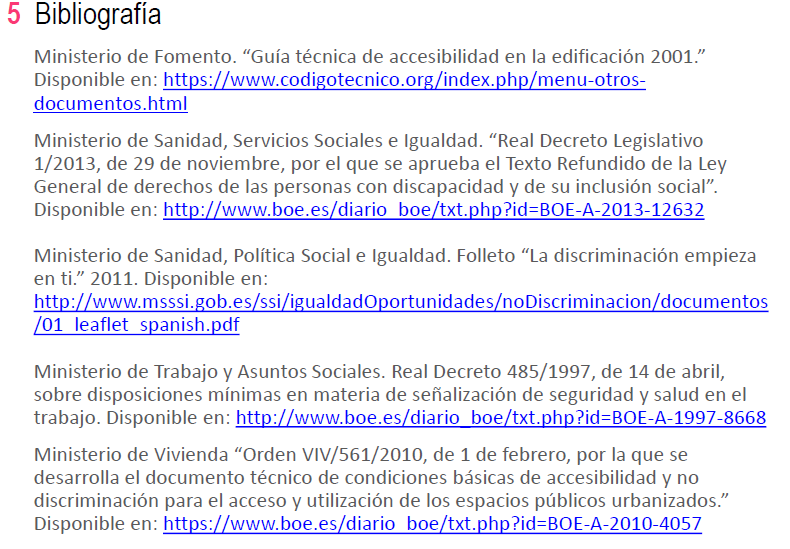 5 Bibliografía
Ministerio de Fomento. “Guía técnica de accesibilidad en la edificación 2001.”
Disponible en: https://www.codigotecnico.org/index.php/menu-otros-
documentos.html
Ministerio de Sanidad, Servicios Sociales e Igualdad. “Real Decreto Legislativo
1/2013, de 29 de noviembre, por el que se aprueba el Texto Refundido de la Ley
General de derechos de las personas con discapacidad y de su inclusión social”.
Disponible en: http://www.boe.es/diario_boe/txt.php?id=BOE-A-2013-12632
Ministerio de Sanidad, Política Social e Igualdad. Folleto “La discriminación empieza
en ti.” 2011. Disponible en:
http://www.msssi.gob.es/ssi/igualdadOportunidades/noDiscriminacion/documentos
/01_leaflet_spanish.pdf
Ministerio de Trabajo y Asuntos Sociales. Real Decreto 485/1997, de 14 de abril,
sobre disposiciones mínimas en materia de señalización de seguridad y salud en el
trabajo. Disponible en: http://www.boe.es/diario_boe/txt.php?id=BOE-A-1997-8668
Ministerio de Vivienda “Orden VIV/561/2010, de 1 de febrero, por la que se
desarrolla el documento técnico de condiciones básicas de accesibilidad y no
discriminación para el acceso y utilización de los espacios públicos urbanizados.”
Disponible en: https://www.boe.es/diario_boe/txt.php?id=BOE-A-2010-4057